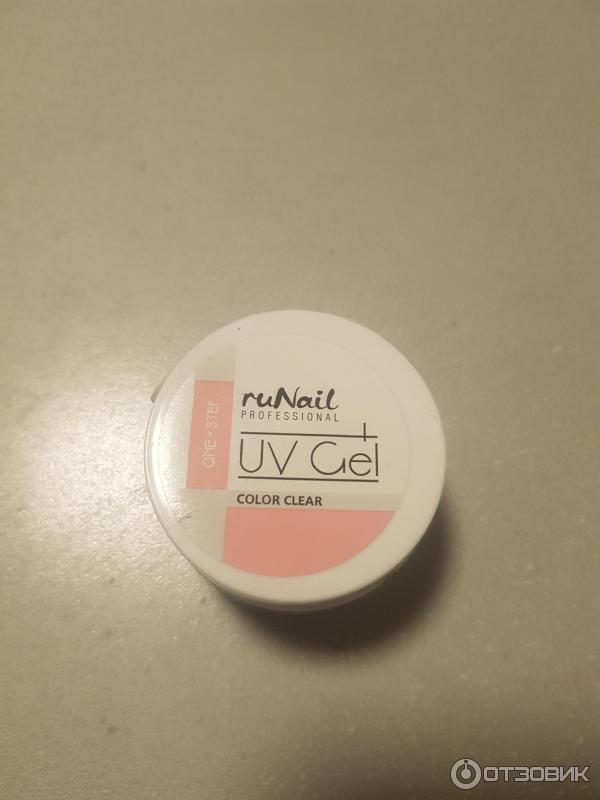 ONE • STEP
ruNail
PROFESSIONAL
UV Gel
COLOR CLEAR
ОТЗОВИК